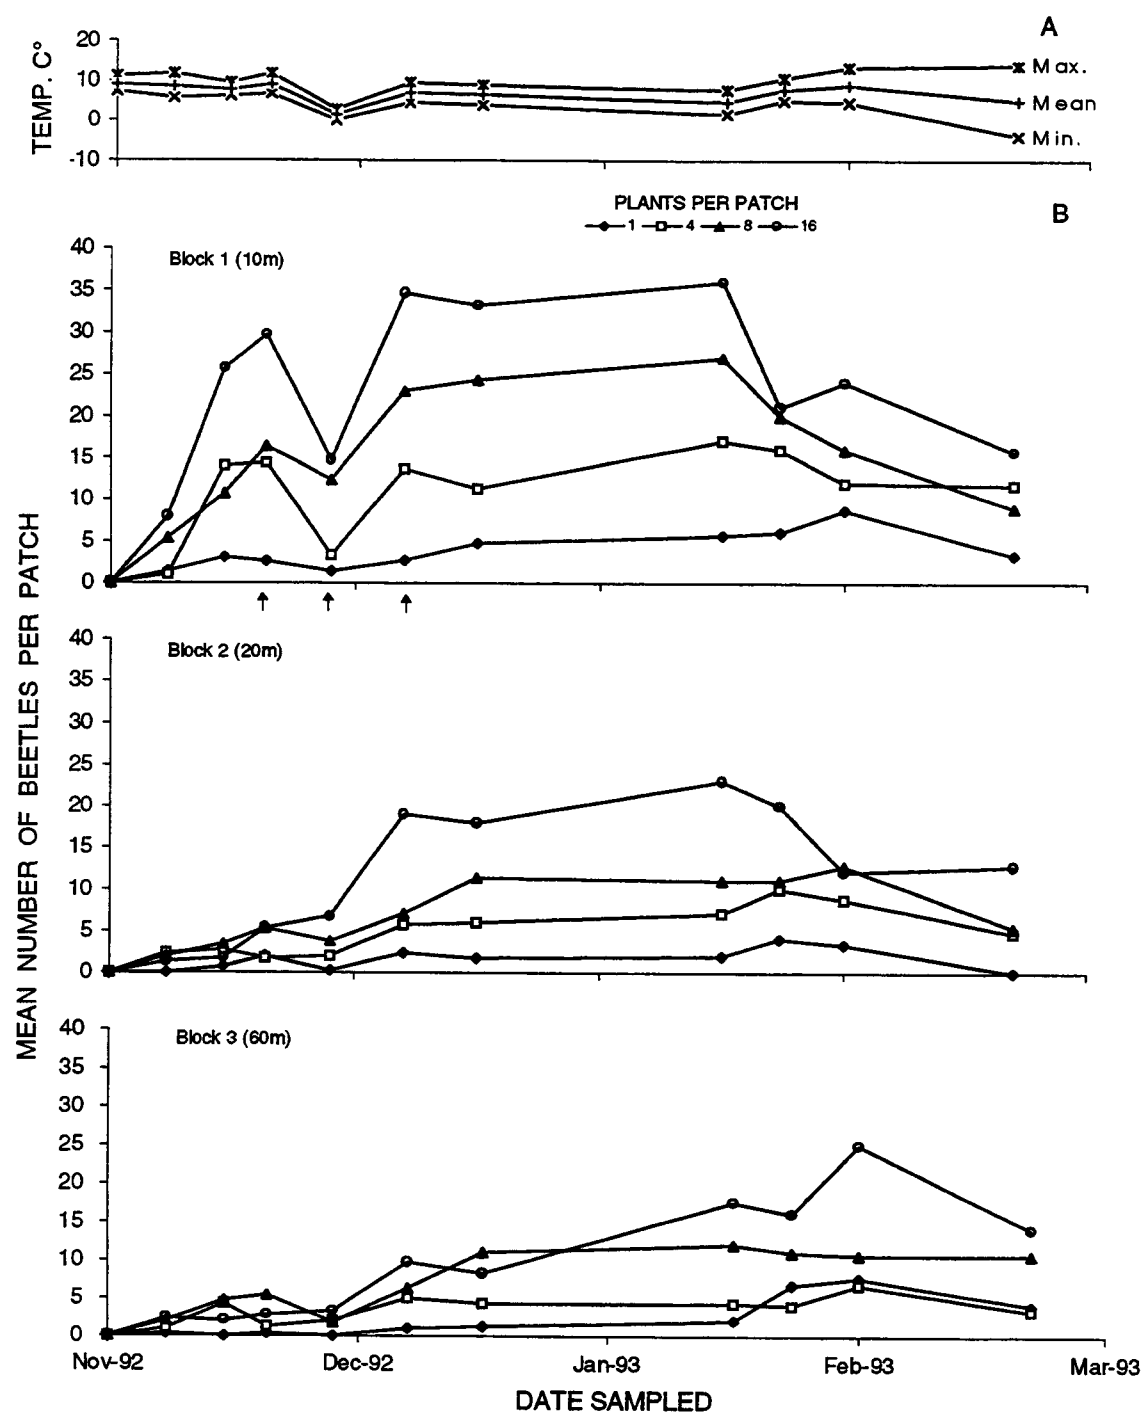 A
TEMP. C°
20
10
0
-10
Max.
Mean
Min.
PLANTS PER PATCH
1 4 8 16
B
MEAN NUMBER OF BEETLES PER PATCH
Block 1 (10m)
40
35
30
25
20
15
10
5
0
Block 2 (20m)
40
35
30
25
20
15
10
5
0
Block 3 (60m)
40
35
30
25
20
15
10
5
0
Nov-92 Dec-92 Jan-93 Feb-93 Mar-93
DATE SAMPLED